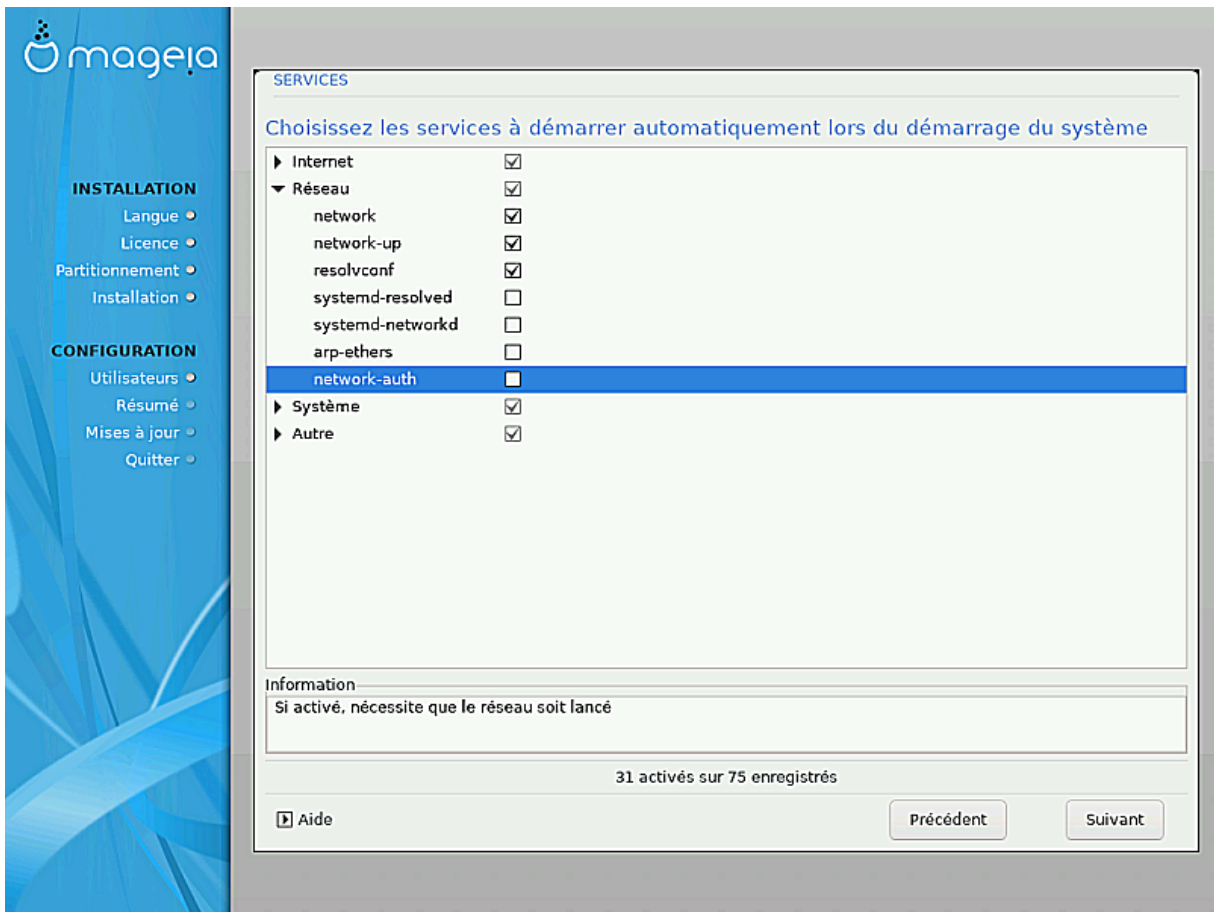 mageia
INSTALLATION
Langue
Licence
Partitionnement
Installation
CONFIGURATION
Utilisateurs
Résumé
Mises à jour
Quitter
SERVICES
Choisissez les services à démarrer automatiquement lors du démarrage du système
Internet
Réseau
network
network-up
resolvconf
systemd-resolved
systemd-networkd
arp-ethers
network-auth
Système
Autre
Information
Si activé, nécessite que le réseau soit lancé
31 activés sur 75 enregistrés
Aide
Précédent
Suivant